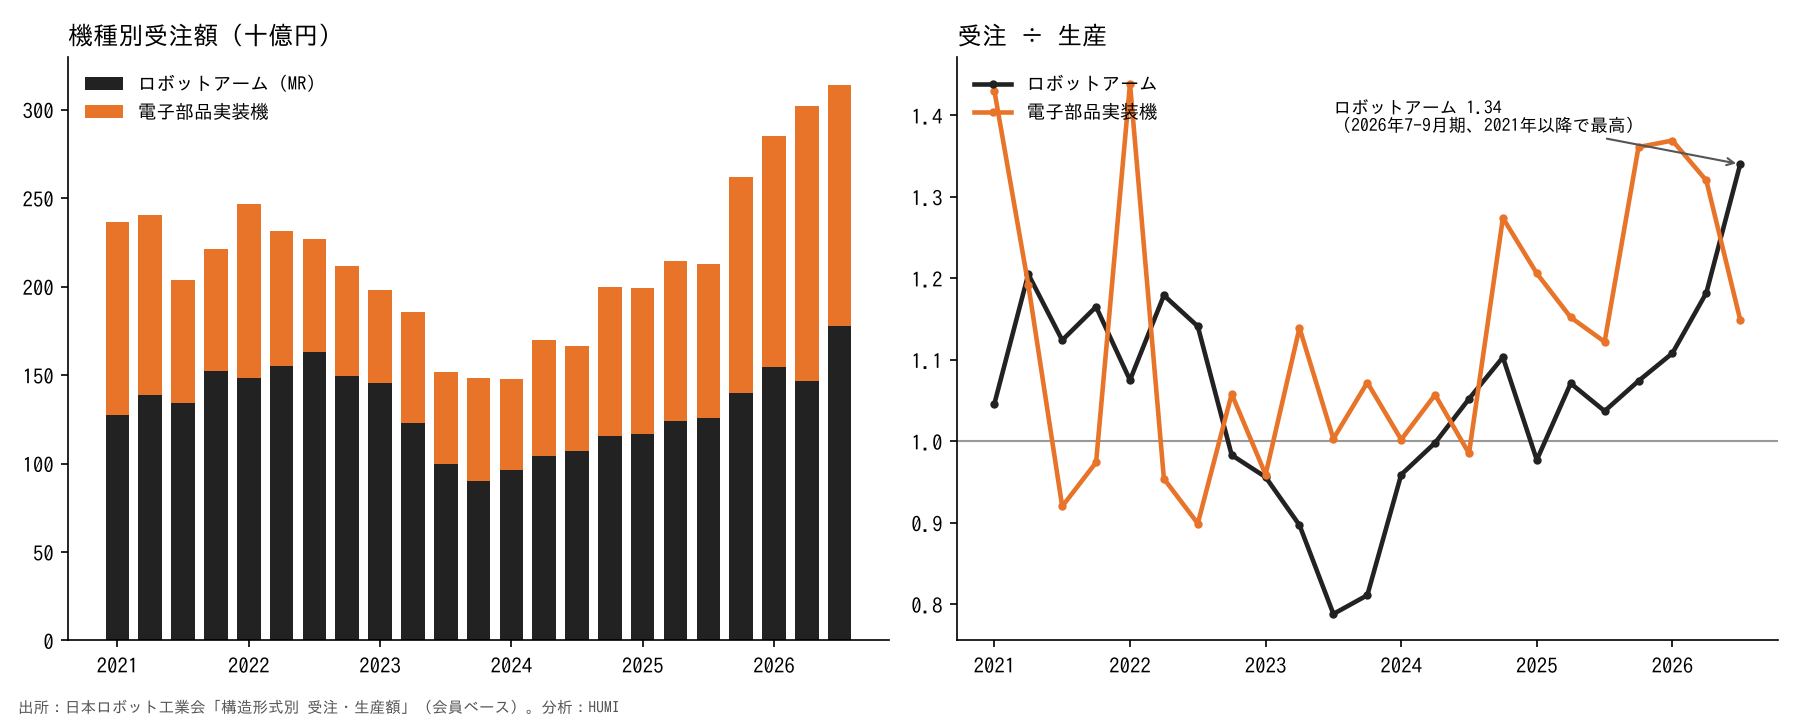 機種別受注額（十億円）
ロボットアーム（MR）
電子部品実装機
300
250
200
150
100
50
0
2021
2022
2023
2024
2025
2026
受注 ÷ 生産
ロボットアーム
電子部品実装機
ロボットアーム 1.34
（2026年7-9月期、2021年以降で最高）
1.4
1.3
1.2
1.1
1.0
0.9
0.8
2021
2022
2023
2024
2025
2026
出所：日本ロボット工業会「構造形式別 受注・生産額」（会員ベース）。分析：HUMI